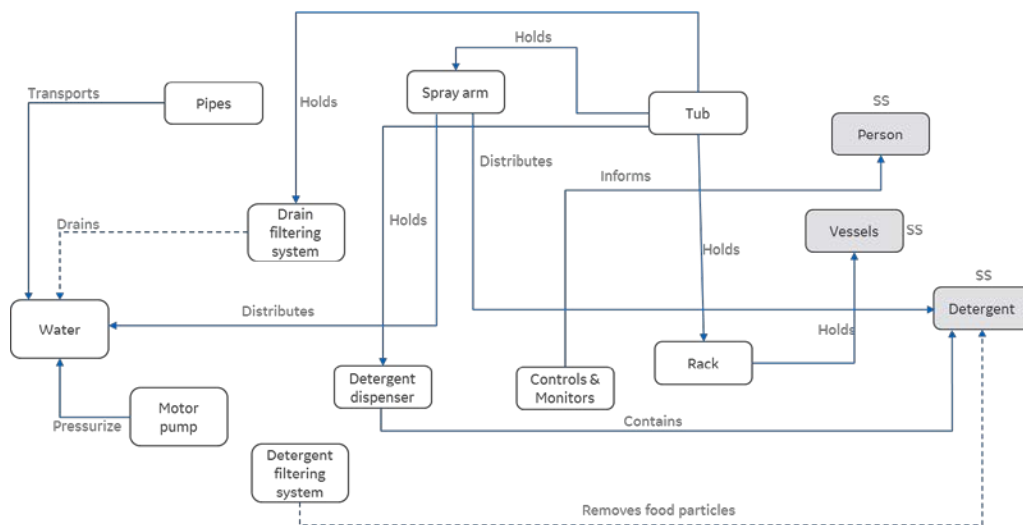 Holds
Spray arm
Tub
SS
Person
Transports
Pipes
Holds
Distributes
Informs
Drains
Drain
filtering
system
Holds
Holds
Vessels
SS
SS
Detergent
Water
Distributes
Holds
Rack
Detergent
dispenser
Controls &
Monitors
Motor
pump
Pressurize
Contains
Detergent
filtering
system
Removes food particles